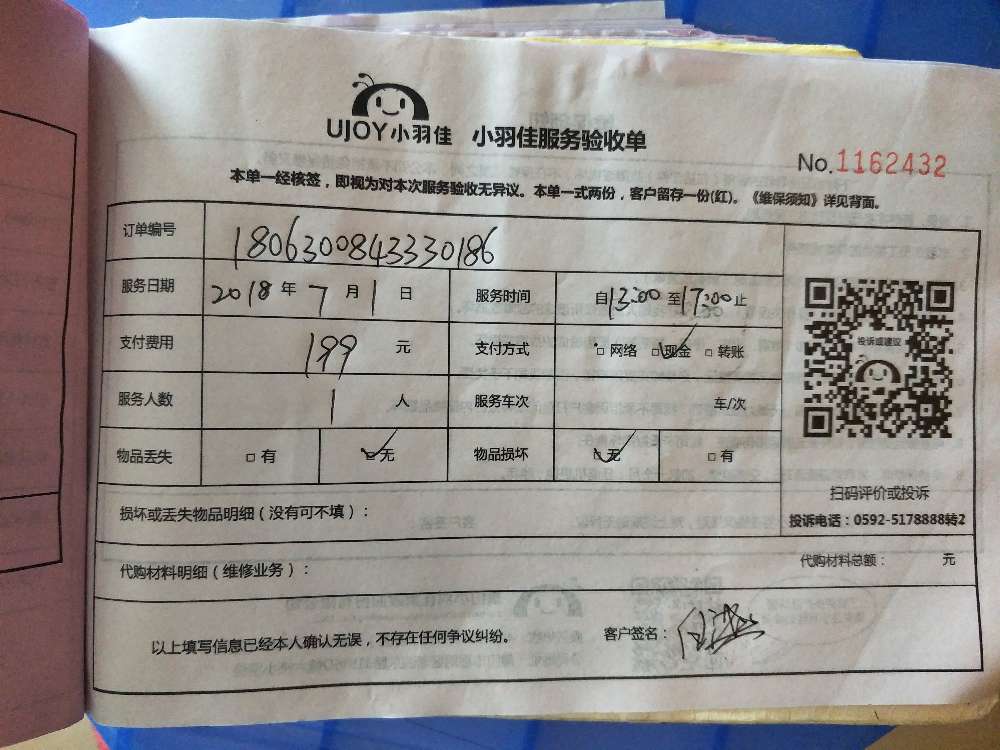 UJOY小羽佳 小羽佳服务验收单
No.1162432
本单一经核签，即视为对本次服务验收无异议。本单一式两份，客户留存一份(红)。《维保须知》详见背面。
订单编号 1806300843330186
服务日期 2018 年 7 月 1 日 服务时间 自13:00 至17:00止
支付费用 199 元 支付方式 □网络 ☑现金 □转账
服务人数 1 人 服务车次 车/次
物品丢失 □有 ☑无 物品损坏 ☑无 □有
投诉或建议
扫码评价或投诉
投诉电话：0592-5178888转2
损坏或丢失物品明细（没有可不填）：
代购材料明细（维修业务）： 代购材料总额： 元
以上填写信息已经本人确认无误，不存在任何争议纠纷。 客户签名：